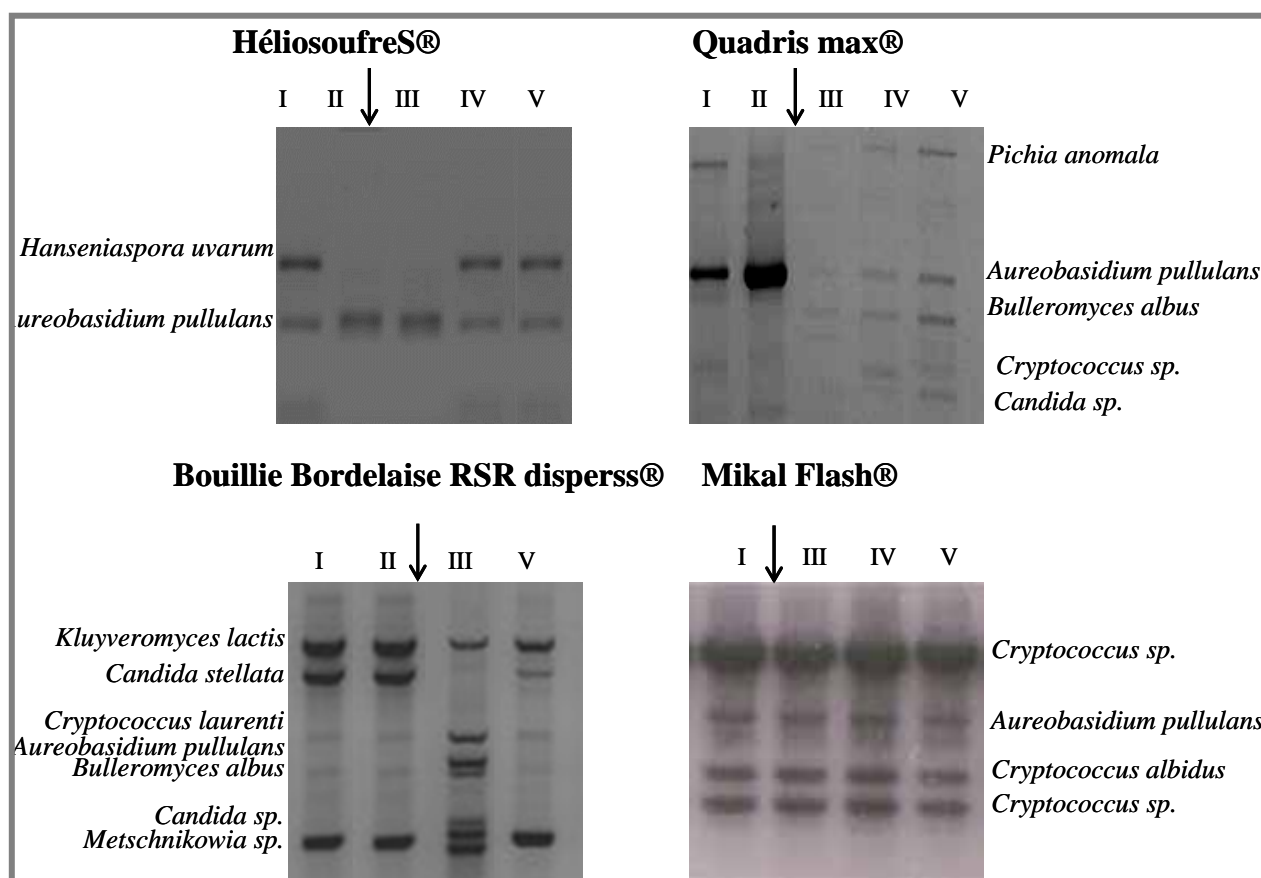 HéliosoufreS®
I II III IV V
Hanseniaspora uvarum
ureobasidium pullulans
Quadris max®
I II III IV V
Pichia anomala
Aureobasidium pullulans
Bulleromyces albus
Cryptococcus sp.
Candida sp.
Bouillie Bordelaise RSR disperss®
I II III V
Kluyveromyces lactis
Candida stellata
Cryptococcus laurenti
Aureobasidium pullulans
Bulleromyces albus
Candida sp.
Metschnikowia sp.
Mikal Flash®
I III IV V
Cryptococcus sp.
Aureobasidium pullulans
Cryptococcus albidus
Cryptococcus sp.